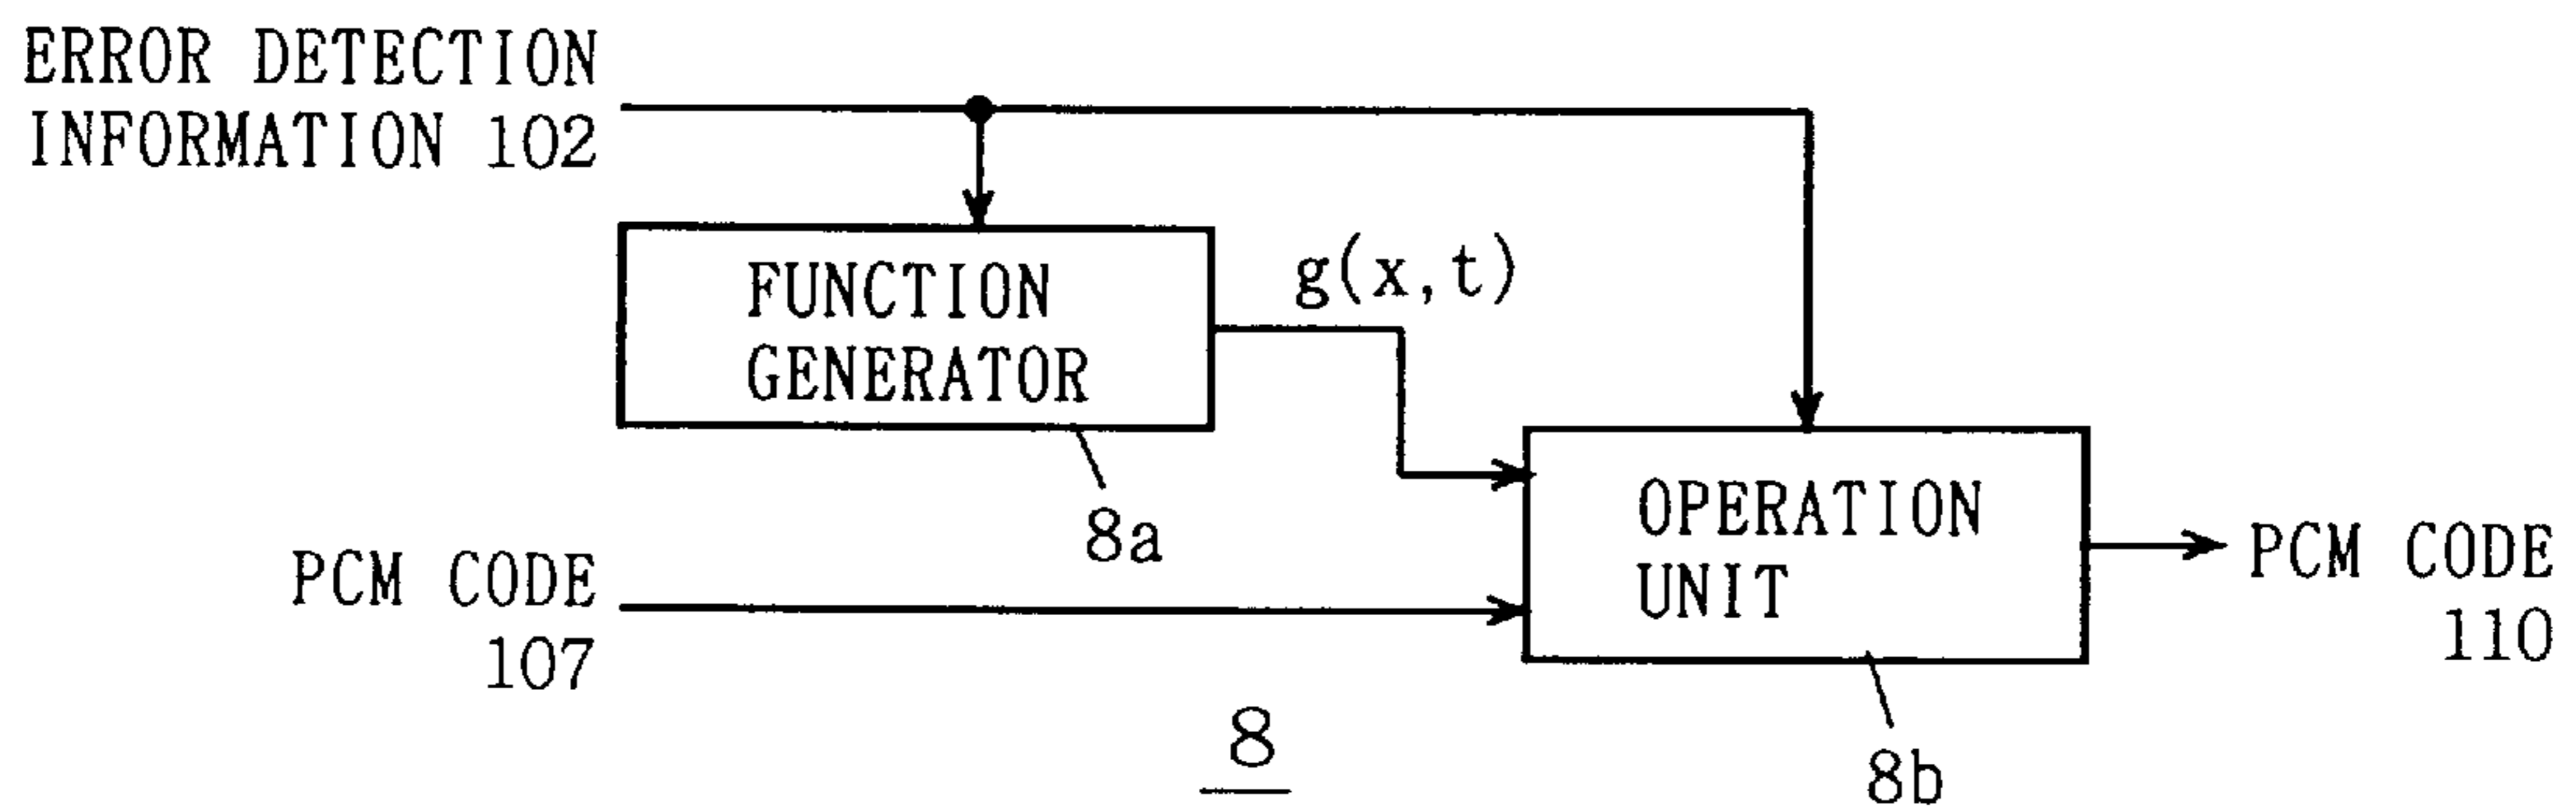 ERROR DETECTION
INFORMATION 102
FUNCTION
GENERATOR
g(x,t)
8a
PCM CODE
107
OPERATION
UNIT
PCM CODE
110
8
8b